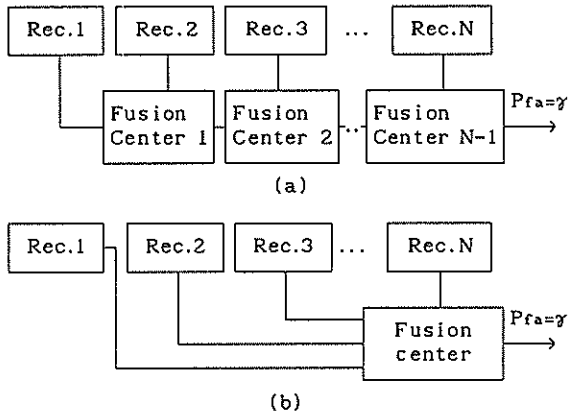 Rec.1 Rec.2 Rec.3 ... Rec.N
Fusion Center 1
Fusion Center 2
...
Fusion Center N-1
Pfa=γ
(a)
Rec.1 Rec.2 Rec.3 ... Rec.N
Fusion center
Pfa=γ
(b)